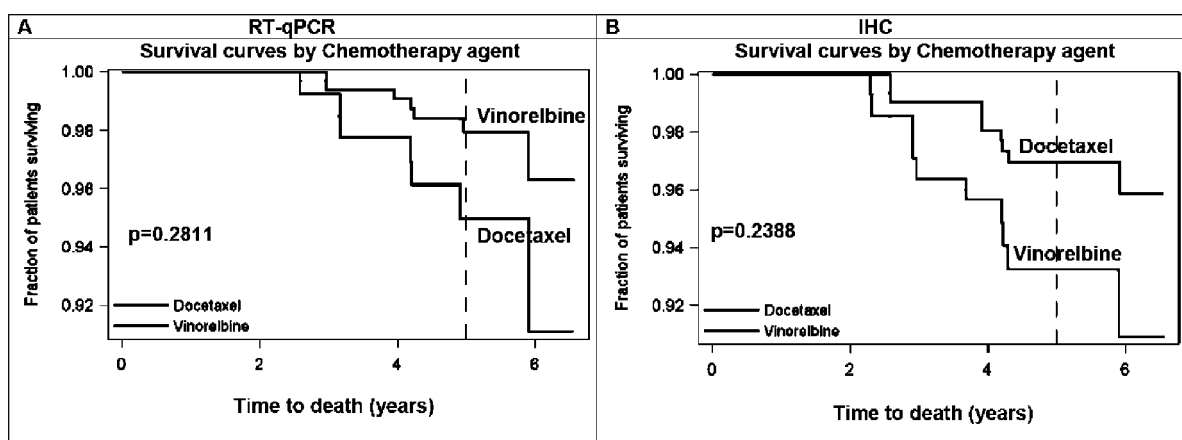 A RT-qPCR
Survival curves by Chemotherapy agent
Fraction of patients surviving
1.00
0.98
0.96
0.94
0.92
Vinorelbine
Docetaxel
p=0.2811
Docetaxel
Vinorelbine
0 2 4 6
Time to death (years)
B IHC
Survival curves by Chemotherapy agent
Fraction of patients surviving
1.00
0.98
0.96
0.94
0.92
Docetaxel
p=0.2388
Vinorelbine
Docetaxel
Vinorelbine
0 2 4 6
Time to death (years)